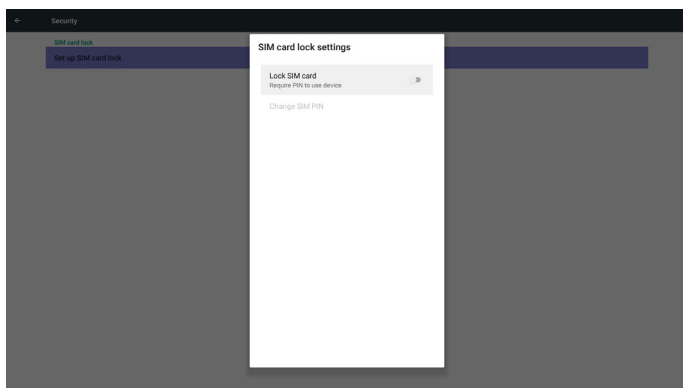 Security
SIM card lock
Set up SIM card lock
SIM card lock settings
Lock SIM card
Require PIN to use device
Change SIM PIN